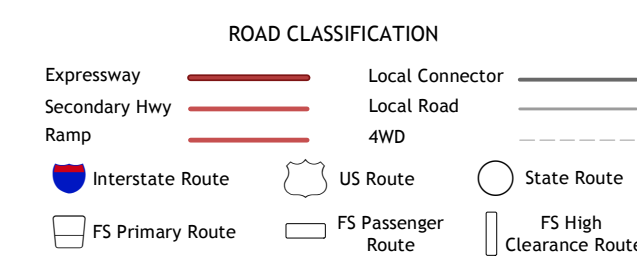 ROAD CLASSIFICATION
Expressway
Local Connector
Secondary Hwy
Local Road
Ramp
4WD
Interstate Route
US Route
State Route
FS Primary Route
FS Passenger
Route
FS High
Clearance Route